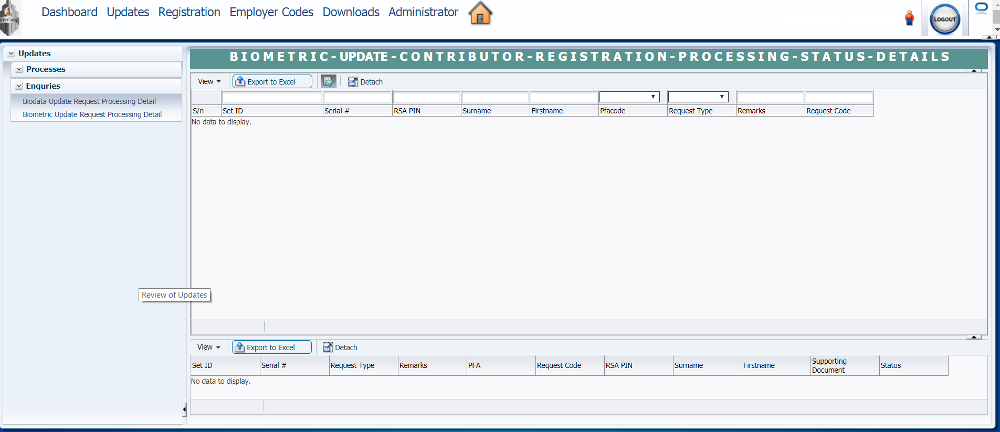 PenCom
Dashboard Updates Registration Employer Codes Downloads Administrator
LOGOUT
Updates
Processes
Enquries
Biodata Update Request Processing Detail
Biometric Update Request Processing Detail
Review of Updates
BIOMETRIC-UPDATE-CONTRIBUTOR-REGISTRATION-PROCESSING-STATUS-DETAILS
View Export to Excel Detach
S/n Set ID Serial # RSA PIN Surname Firstname Pfacode Request Type Remarks Request Code
No data to display.
View Export to Excel Detach
Set ID Serial # Request Type Remarks PFA Request Code RSA PIN Surname Firstname Supporting Document Status
No data to display.